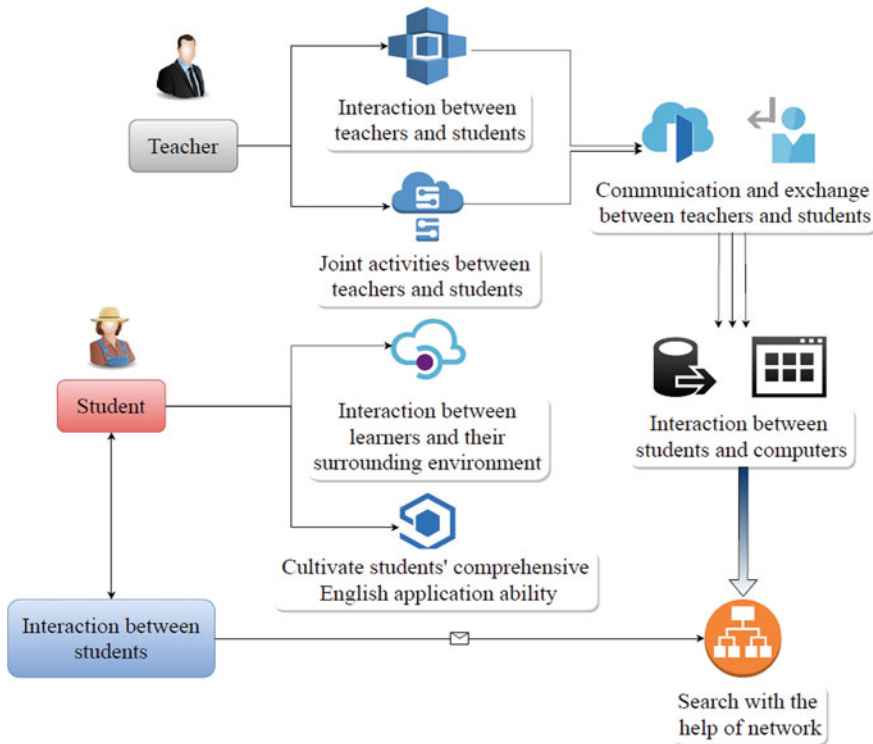 Teacher
Interaction between
teachers and students
Communication and exchange
between teachers and students
Joint activities between
teachers and students
Student
Interaction between
learners and their
surrounding environment
Interaction between
students and computers
Cultivate students' comprehensive
English application ability
Interaction between
students
Search with the
help of network